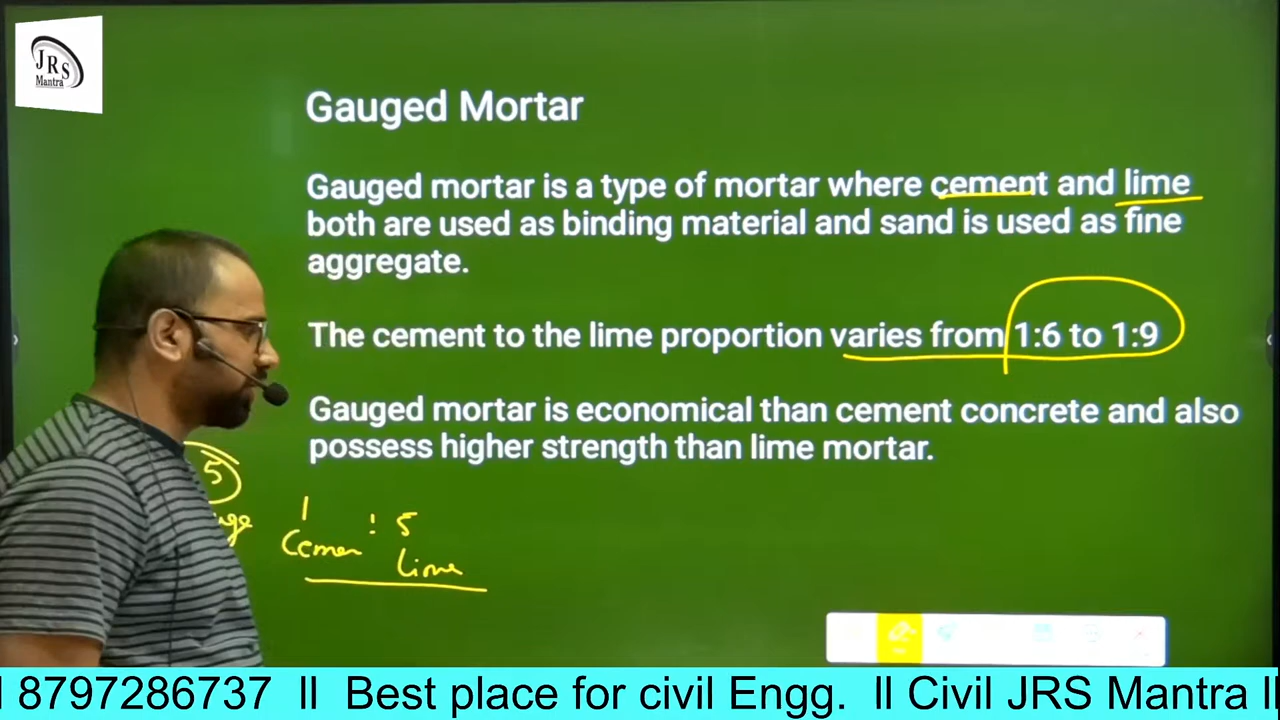 JRS
Mantra
Gauged Mortar
Gauged mortar is a type of mortar where cement and lime
both are used as binding material and sand is used as fine
aggregate.
The cement to the lime proportion varies from 1:6 to 1:9
Gauged mortar is economical than cement concrete and also
possess higher strength than lime mortar.
5
1
: 5
Cemen
Lime
8797286737 ll Best place for civil Engg. ll Civil JRS Mantra ll